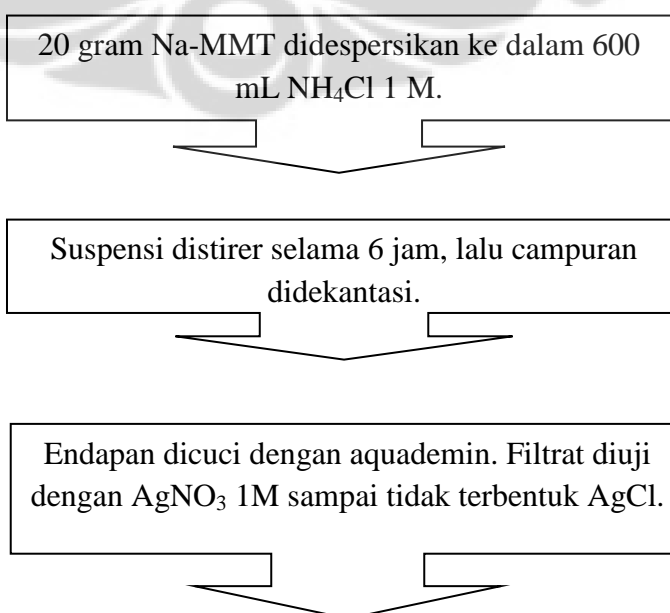 20 gram Na-MMT didespersikan ke dalam 600
mL NH₄Cl 1 M.
Suspensi distirer selama 6 jam, lalu campuran
didekantasi.
Endapan dicuci dengan aquademin. Filtrat diuji
dengan AgNO₃ 1M sampai tidak terbentuk AgCl.